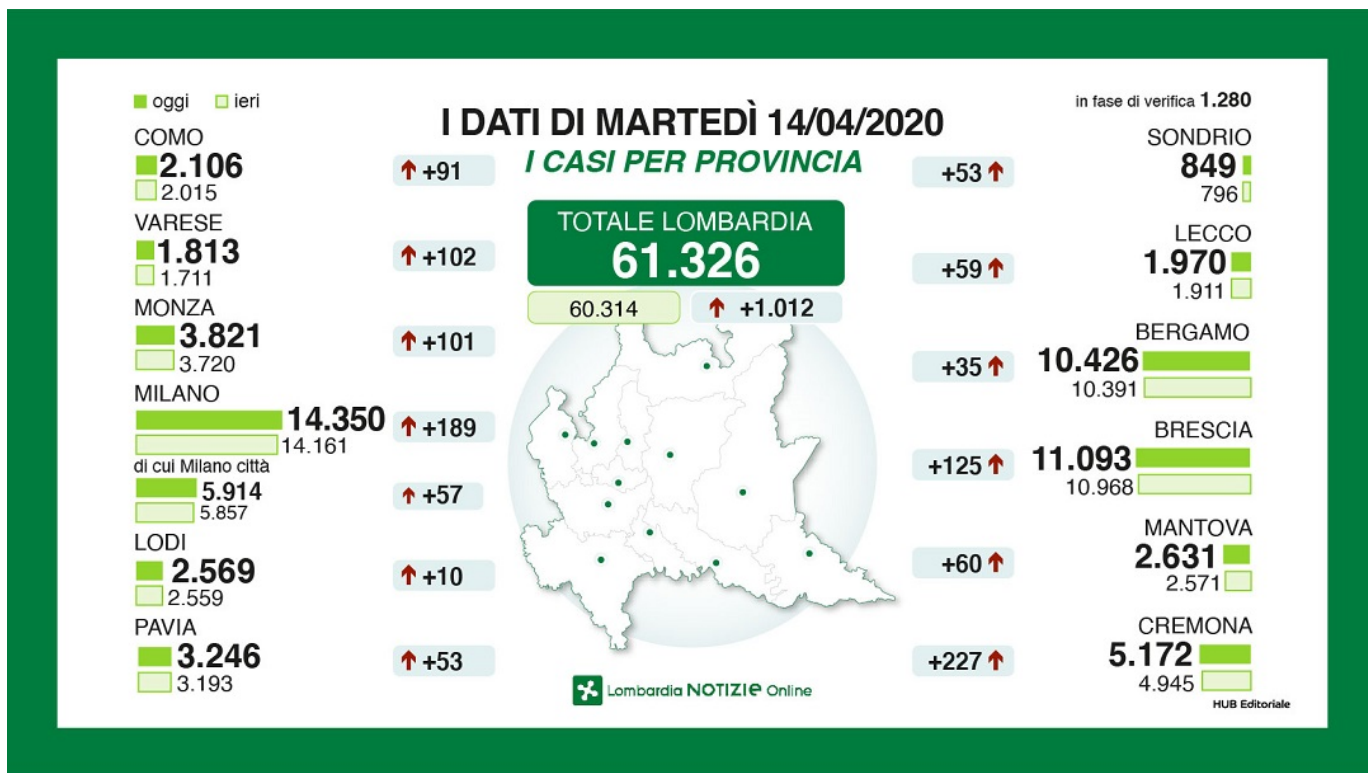 oggi ieri
I DATI DI MARTEDÌ 14/04/2020
I CASI PER PROVINCIA
TOTALE LOMBARDIA
61.326
60.314 +1.012
COMO
2.106 +91
2.015
VARESE
1.813 +102
1.711
MONZA
3.821 +101
3.720
MILANO
14.350 +189
14.161
di cui Milano città
5.914 +57
5.857
LODI
2.569 +10
2.559
PAVIA
3.246 +53
3.193
in fase di verifica 1.280
SONDRIO
+53 849
796
LECCO
+59 1.970
1.911
BERGAMO
+35 10.426
10.391
BRESCIA
+125 11.093
10.968
MANTOVA
+60 2.631
2.571
CREMONA
+227 5.172
4.945
Lombardia NOTIZIE Online
HUB Editoriale